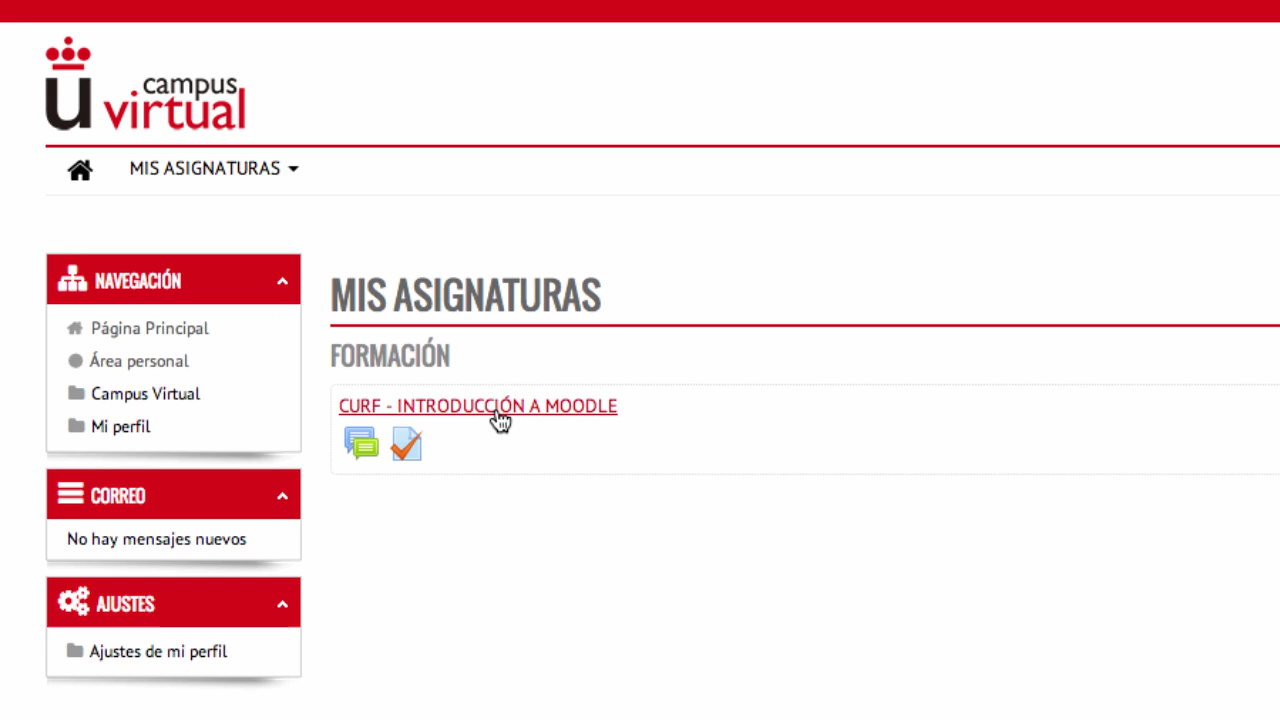 campus
u virtual
MIS ASIGNATURAS
NAVEGACIÓN
Página Principal
Área personal
Campus Virtual
Mi perfil
CORREO
No hay mensajes nuevos
AJUSTES
Ajustes de mi perfil
MIS ASIGNATURAS
FORMACIÓN
CURF - INTRODUCCIÓN A MOODLE